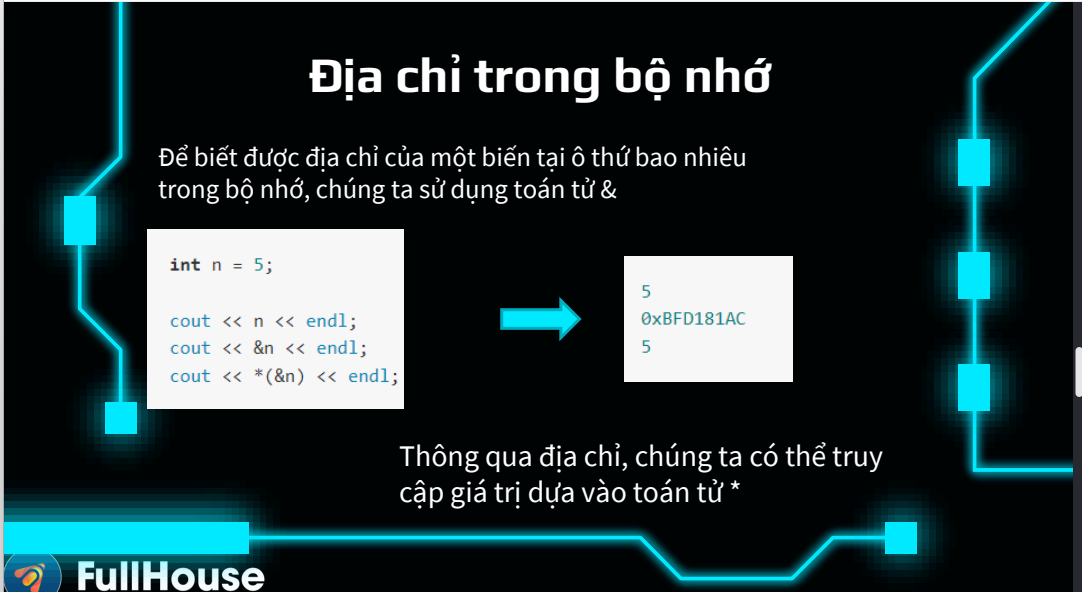 Địa chỉ trong bộ nhớ
Để biết được địa chỉ của một biến tại ô thứ bao nhiêu
trong bộ nhớ, chúng ta sử dụng toán tử &
int n = 5;
cout << n << endl;
cout << &n << endl;
cout << *(&n) << endl;
5
0xBFD181AC
5
Thông qua địa chỉ, chúng ta có thể truy
cập giá trị dựa vào toán tử *
FullHouse